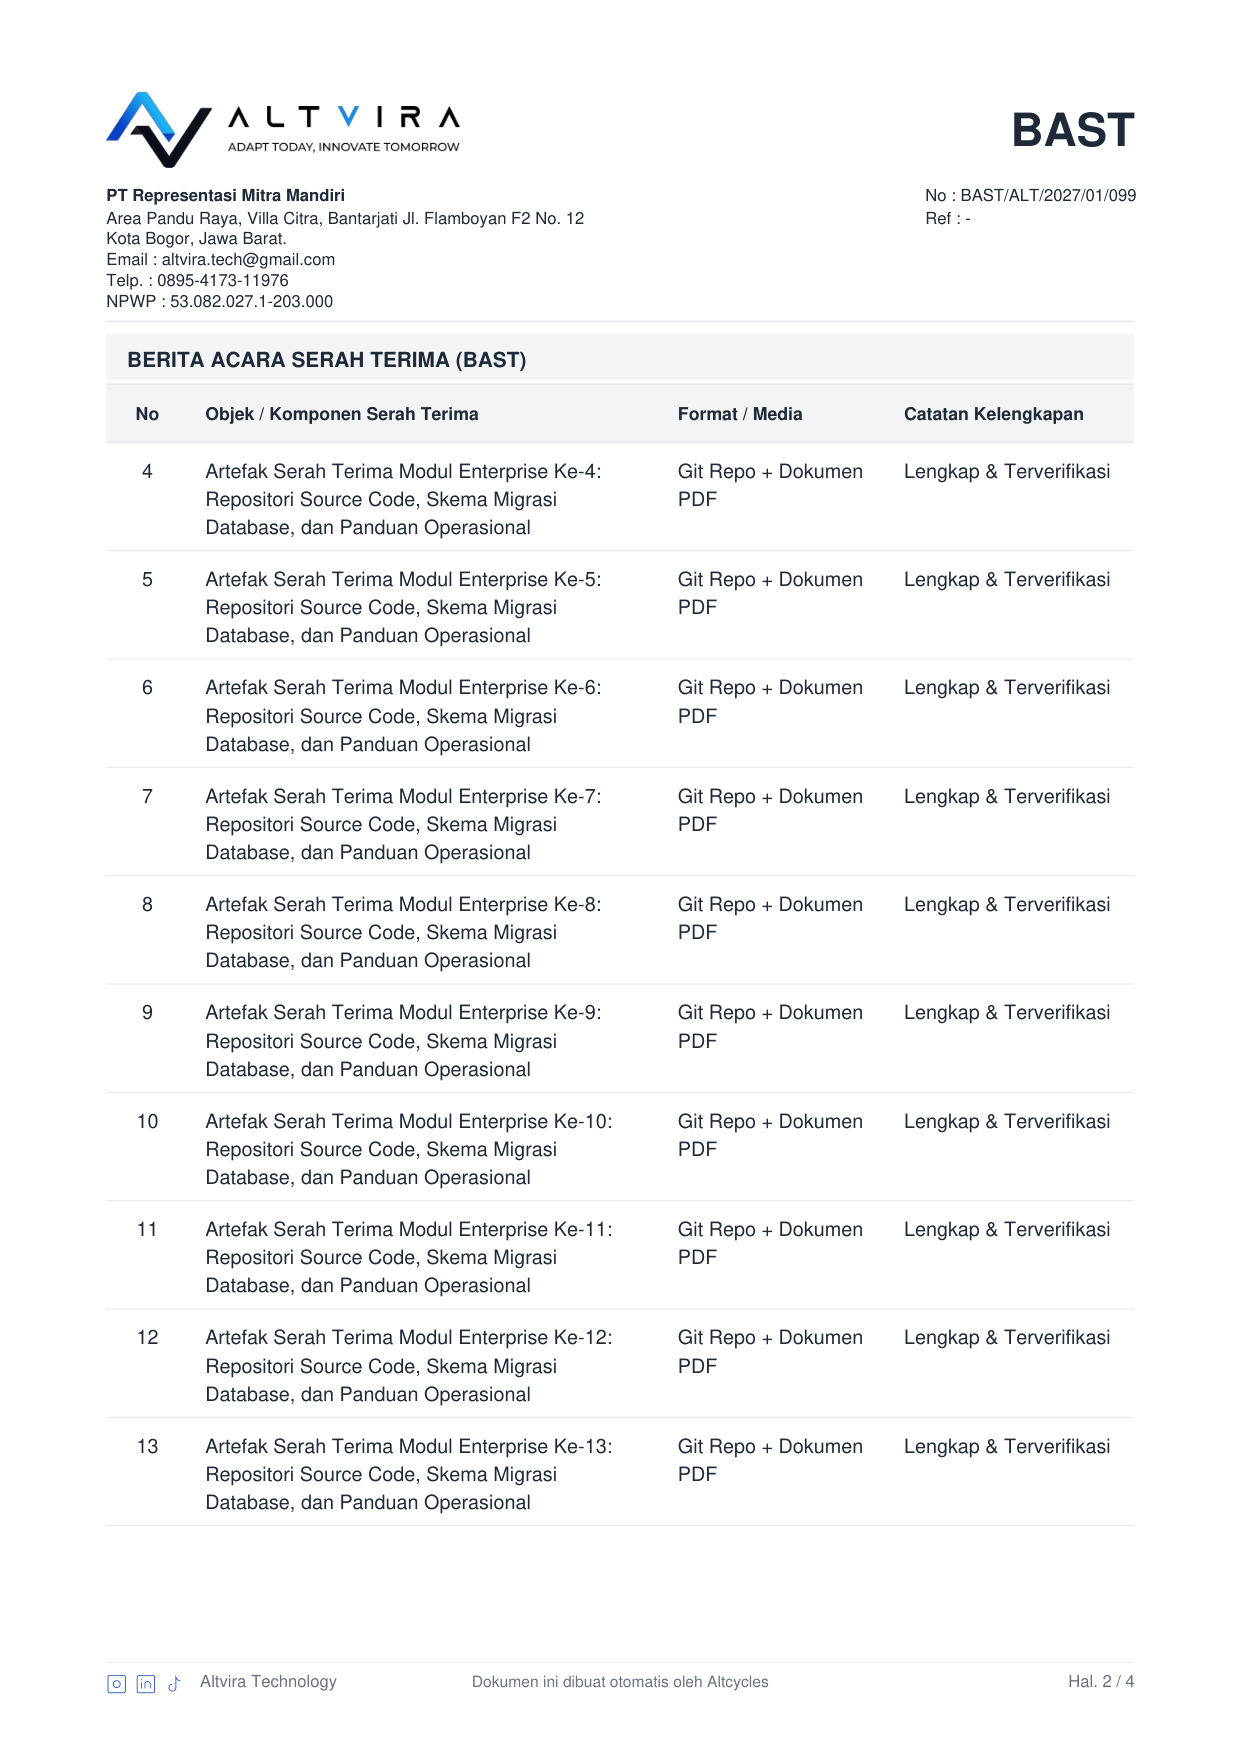 ALTVIRA
ADAPT TODAY, INNOVATE TOMORROW
BAST
PT Representasi Mitra Mandiri
Area Pandu Raya, Villa Citra, Bantarjati Jl. Flamboyan F2 No. 12
Kota Bogor, Jawa Barat.
Email : altvira.tech@gmail.com
Telp. : 0895-4173-11976
NPWP : 53.082.027.1-203.000
No : BAST/ALT/2027/01/099
Ref : -
BERITA ACARA SERAH TERIMA (BAST)
No Objek / Komponen Serah Terima Format / Media Catatan Kelengkapan
4 Artefak Serah Terima Modul Enterprise Ke-4: Git Repo + Dokumen Lengkap & Terverifikasi
Repositori Source Code, Skema Migrasi PDF
Database, dan Panduan Operasional
5 Artefak Serah Terima Modul Enterprise Ke-5: Git Repo + Dokumen Lengkap & Terverifikasi
Repositori Source Code, Skema Migrasi PDF
Database, dan Panduan Operasional
6 Artefak Serah Terima Modul Enterprise Ke-6: Git Repo + Dokumen Lengkap & Terverifikasi
Repositori Source Code, Skema Migrasi PDF
Database, dan Panduan Operasional
7 Artefak Serah Terima Modul Enterprise Ke-7: Git Repo + Dokumen Lengkap & Terverifikasi
Repositori Source Code, Skema Migrasi PDF
Database, dan Panduan Operasional
8 Artefak Serah Terima Modul Enterprise Ke-8: Git Repo + Dokumen Lengkap & Terverifikasi
Repositori Source Code, Skema Migrasi PDF
Database, dan Panduan Operasional
9 Artefak Serah Terima Modul Enterprise Ke-9: Git Repo + Dokumen Lengkap & Terverifikasi
Repositori Source Code, Skema Migrasi PDF
Database, dan Panduan Operasional
10 Artefak Serah Terima Modul Enterprise Ke-10: Git Repo + Dokumen Lengkap & Terverifikasi
Repositori Source Code, Skema Migrasi PDF
Database, dan Panduan Operasional
11 Artefak Serah Terima Modul Enterprise Ke-11: Git Repo + Dokumen Lengkap & Terverifikasi
Repositori Source Code, Skema Migrasi PDF
Database, dan Panduan Operasional
12 Artefak Serah Terima Modul Enterprise Ke-12: Git Repo + Dokumen Lengkap & Terverifikasi
Repositori Source Code, Skema Migrasi PDF
Database, dan Panduan Operasional
13 Artefak Serah Terima Modul Enterprise Ke-13: Git Repo + Dokumen Lengkap & Terverifikasi
Repositori Source Code, Skema Migrasi PDF
Database, dan Panduan Operasional
Altvira Technology Dokumen ini dibuat otomatis oleh Altcycles Hal. 2 / 4